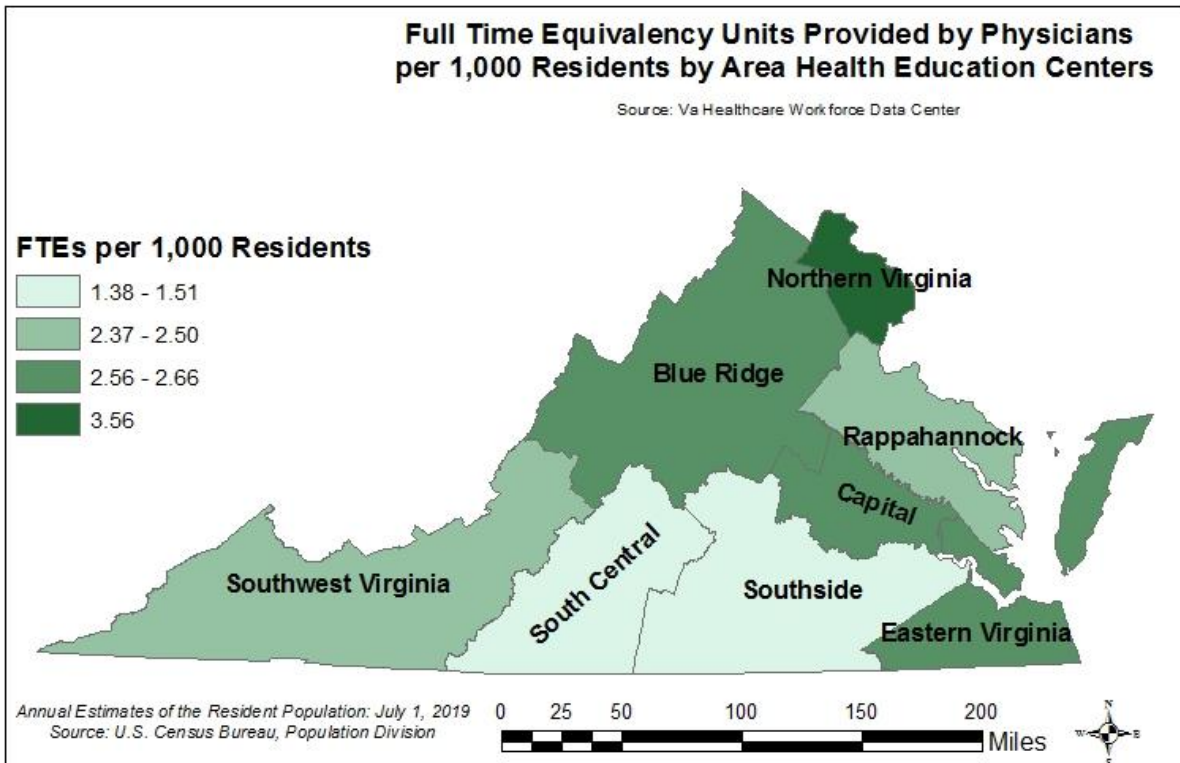 Full Time Equivalency Units Provided by Physicians
per 1,000 Residents by Area Health Education Centers
Source: Va Healthcare Workforce Data Center
FTEs per 1,000 Residents
1.38 - 1.51
2.37 - 2.50
2.56 - 2.66
3.56
Northern Virginia
Blue Ridge
Rappahannock
Capital
Southwest Virginia
South Central
Southside
Eastern Virginia
Annual Estimates of the Resident Population: July 1, 2019
Source: U.S. Census Bureau, Population Division
0 25 50 100 150 200
Miles
N
W E
S